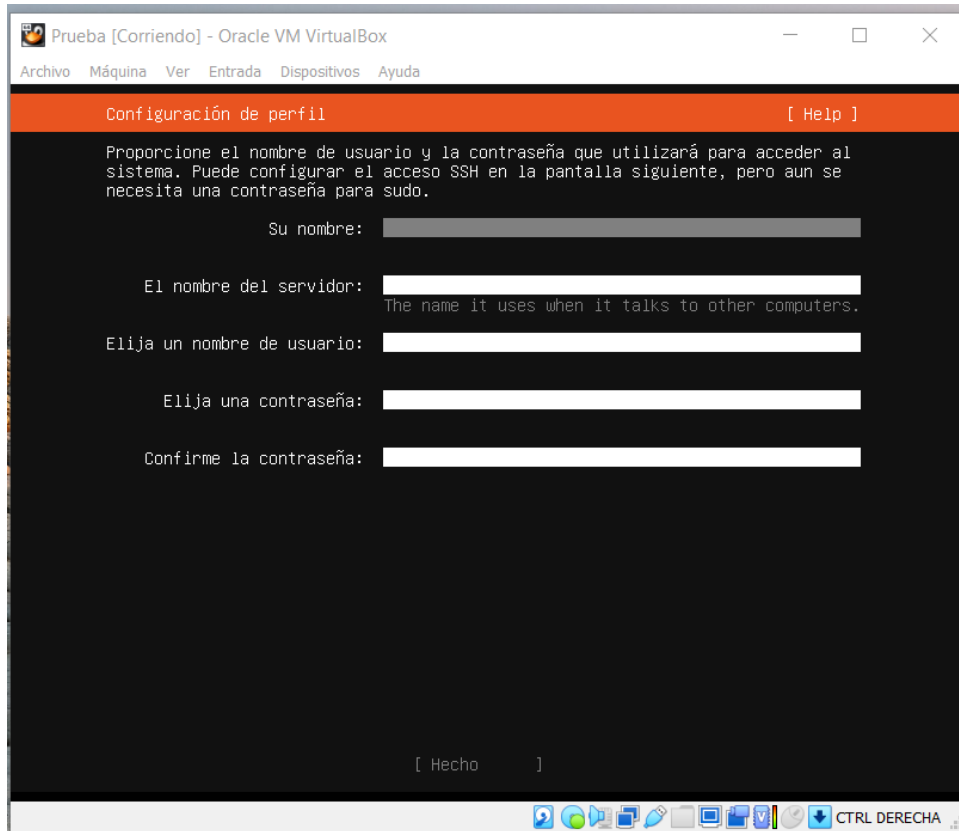 Prueba [Corriendo] - Oracle VM VirtualBox
Archivo Máquina Ver Entrada Dispositivos Ayuda
Configuración de perfil [ Help ]
Proporcione el nombre de usuario y la contraseña que utilizará para acceder al
sistema. Puede configurar el acceso SSH en la pantalla siguiente, pero aun se
necesita una contraseña para sudo.
Su nombre:
El nombre del servidor:
The name it uses when it talks to other computers.
Elija un nombre de usuario:
Elija una contraseña:
Confirme la contraseña:
[ Hecho ]
CTRL DERECHA